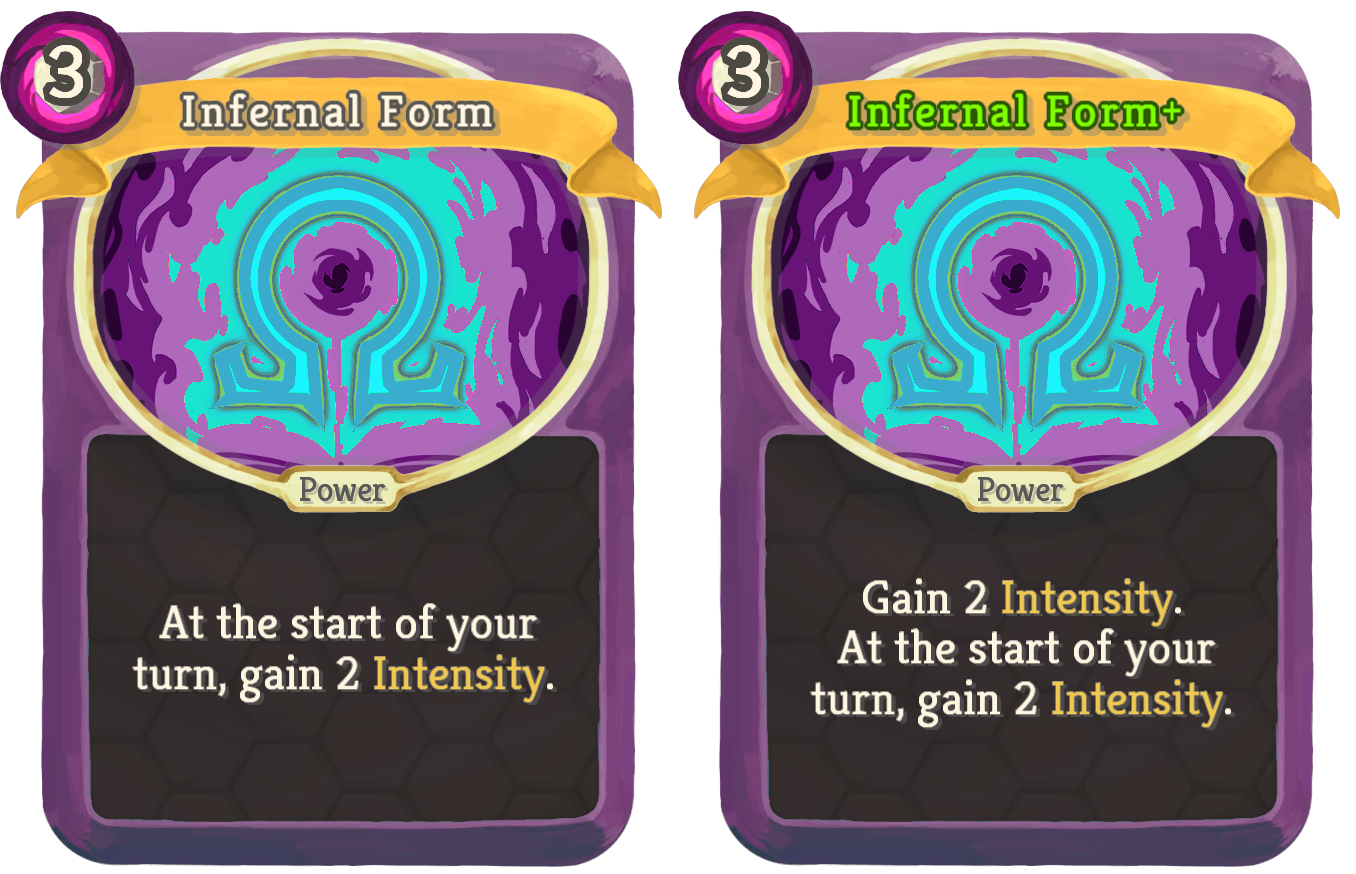 3
Infernal Form
Power
At the start of your
turn, gain 2 Intensity.
3
Infernal Form+
Power
Gain 2 Intensity.
At the start of your
turn, gain 2 Intensity.